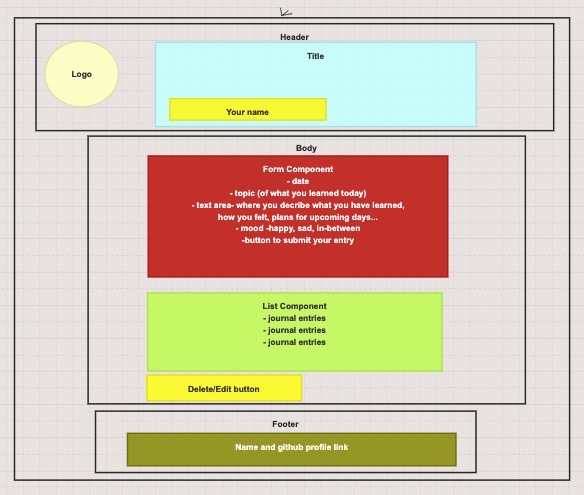 Header
Logo
Title
Your name
Body
Form Component
- date
- topic (of what you learned today)
- text area- where you decribe what you have learned,
how you felt, plans for upcoming days...
- mood -happy, sad, in-between
-button to submit your entry
List Component
- journal entries
- journal entries
- journal entries
Delete/Edit button
Footer
Name and github profile link